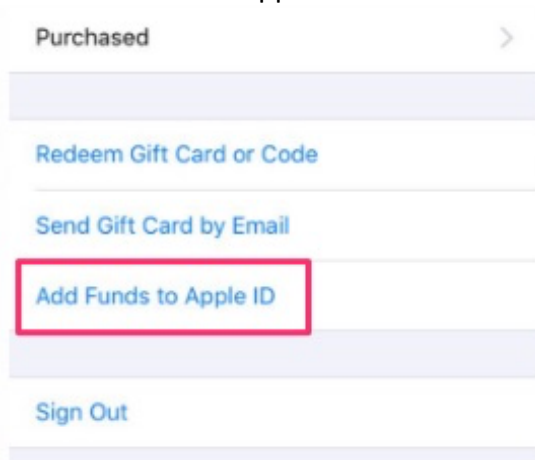 Purchased
Redeem Gift Card or Code
Send Gift Card by Email
Add Funds to Apple ID
Sign Out